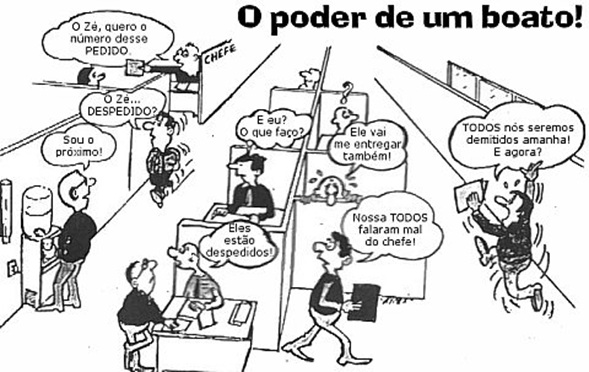 O poder de um boato!
O Zé, quero o
número desse
PEDIDO.
CHEFE
O Zé...
DESPEDIDO?
Sou o
próximo!
E eu?
O que faço?
?
Ele vai
me entregar
também!
TODOS nós seremos
demitidos amanha!
E agora?
Eles
estão
despedidos!
Nossa TODOS
falaram mal
do chefe!